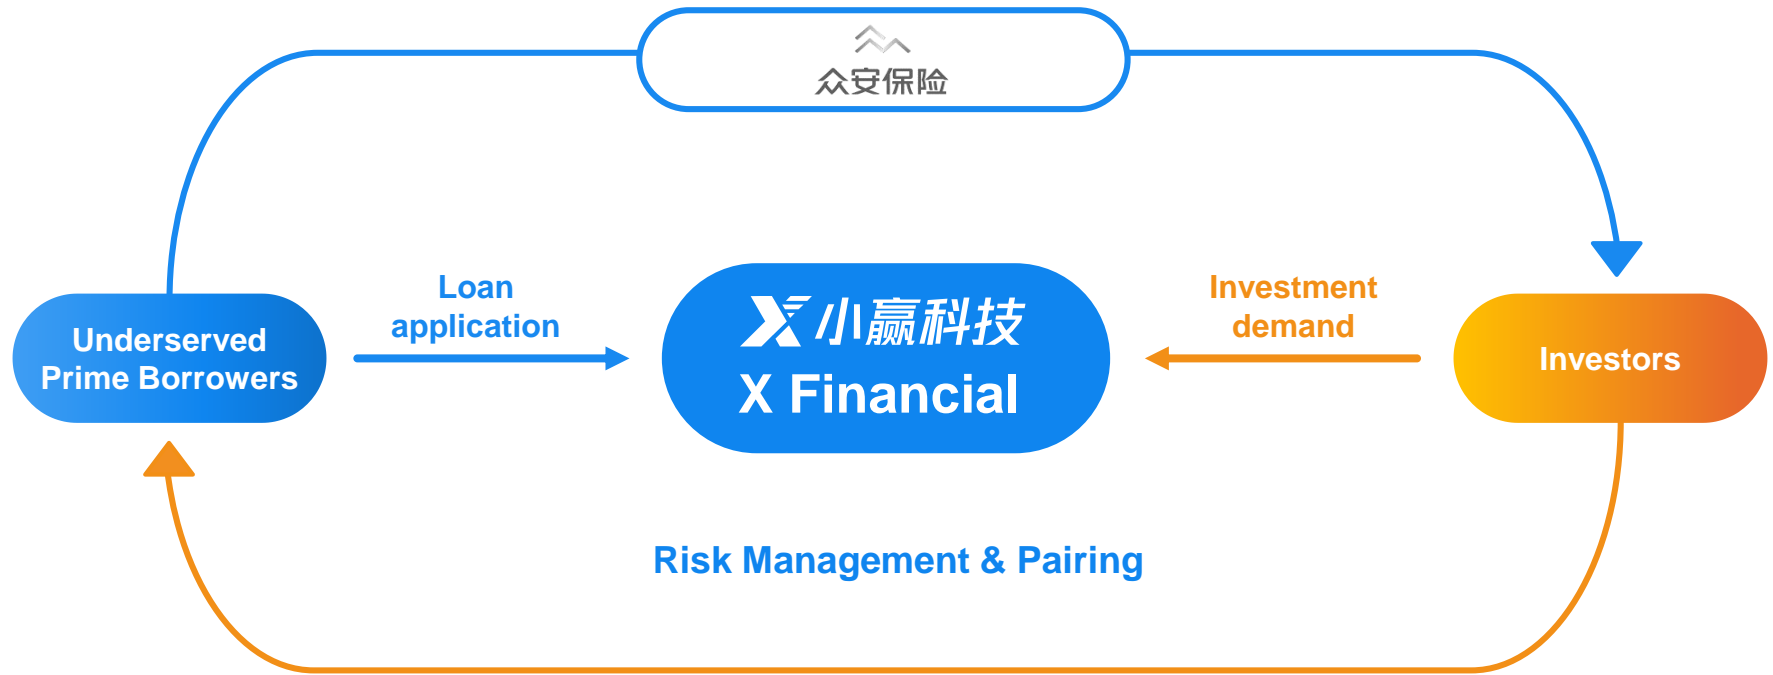 众安保险
Loan
application
Investment
demand
Underserved
Prime Borrowers
小赢科技
X Financial
Investors
Risk Management & Pairing